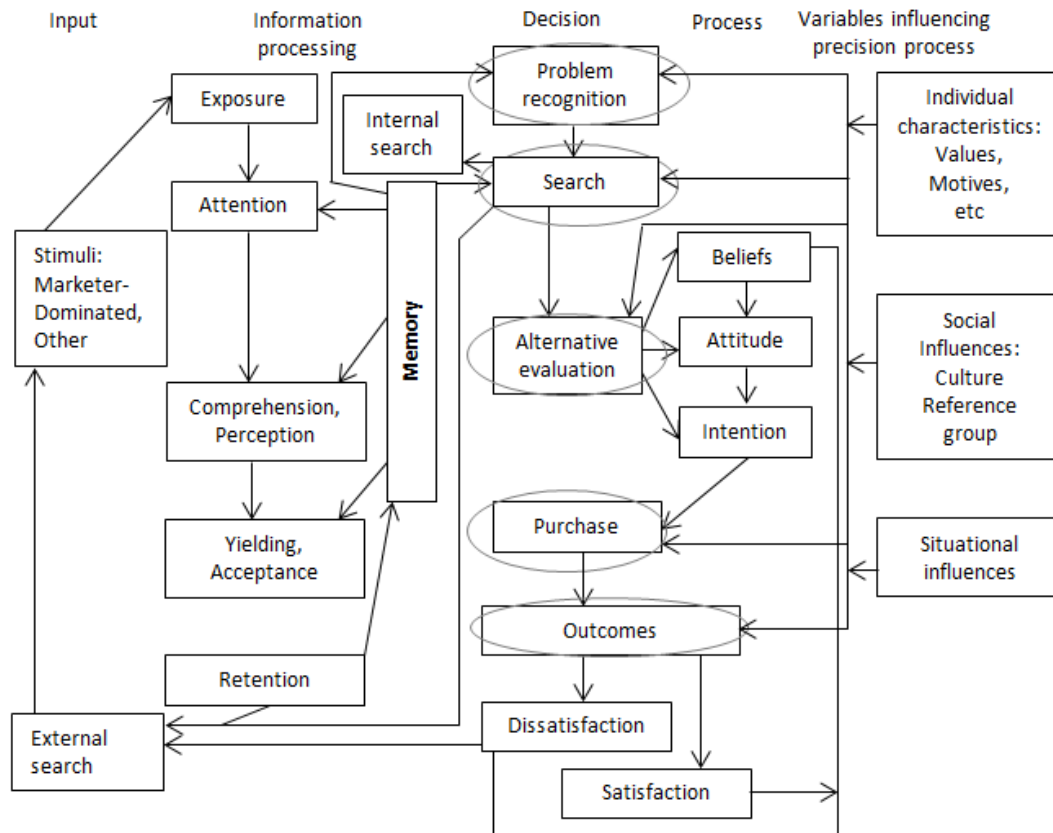 Input
Information
processing
Decision
Process
Variables influencing
precision process
Exposure
Attention
Stimuli:
Marketer-
Dominated,
Other
Comprehension,
Perception
Yielding,
Acceptance
Retention
External
search
Internal
search
Memory
Problem
recognition
Search
Alternative
evaluation
Beliefs
Attitude
Intention
Purchase
Outcomes
Dissatisfaction
Satisfaction
Individual
characteristics:
Values,
Motives,
etc
Social
Influences:
Culture
Reference
group
Situational
influences